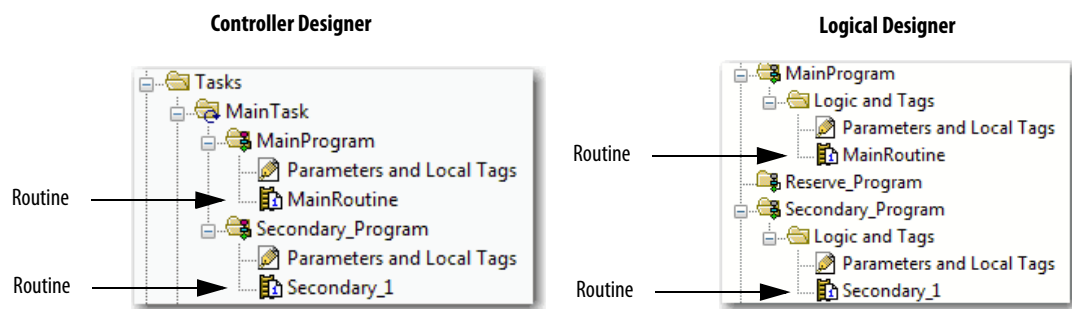 Controller Designer
Tasks
MainTask
MainProgram
Parameters and Local Tags
Routine
MainRoutine
Secondary_Program
Parameters and Local Tags
Routine
Secondary_1
Logical Designer
MainProgram
Logic and Tags
Parameters and Local Tags
Routine
MainRoutine
Reserve_Program
Secondary_Program
Logic and Tags
Parameters and Local Tags
Routine
Secondary_1